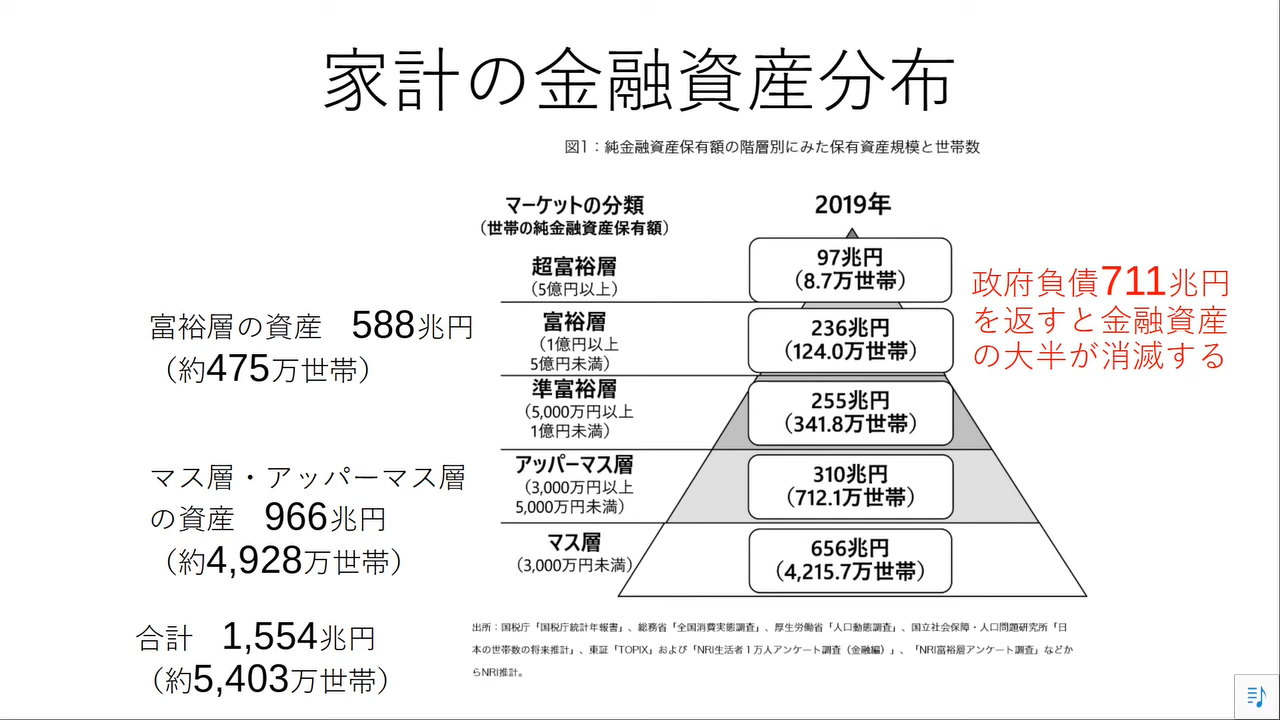 家計の金融資産分布
図1：純金融資産保有額の階層別にみた保有資産規模と世帯数
マーケットの分類
（世帯の純金融資産保有額）
2019年
超富裕層
（5億円以上）
97兆円
（8.7万世帯）
富裕層
（1億円以上
5億円未満）
236兆円
（124.0万世帯）
準富裕層
（5,000万円以上
1億円未満）
255兆円
（341.8万世帯）
アッパーマス層
（3,000万円以上
5,000万円未満）
310兆円
（712.1万世帯）
マス層
（3,000万円未満）
656兆円
（4,215.7万世帯）
富裕層の資産　588兆円
（約475万世帯）
マス層・アッパーマス層
の資産　966兆円
（約4,928万世帯）
合計　1,554兆円
（約5,403万世帯）
政府負債711兆円
を返すと金融資産
の大半が消滅する
出所：国税庁「国税庁統計年報書」、総務省「全国消費実態調査」、厚生労働省「人口動態調査」、国立社会保障・人口問題研究所「日
本の世帯数の将来推計」、東証「TOPIX」および「NRI生活者１万人アンケート調査（金融編）」、「NRI富裕層アンケート調査」などか
らNRI推計。